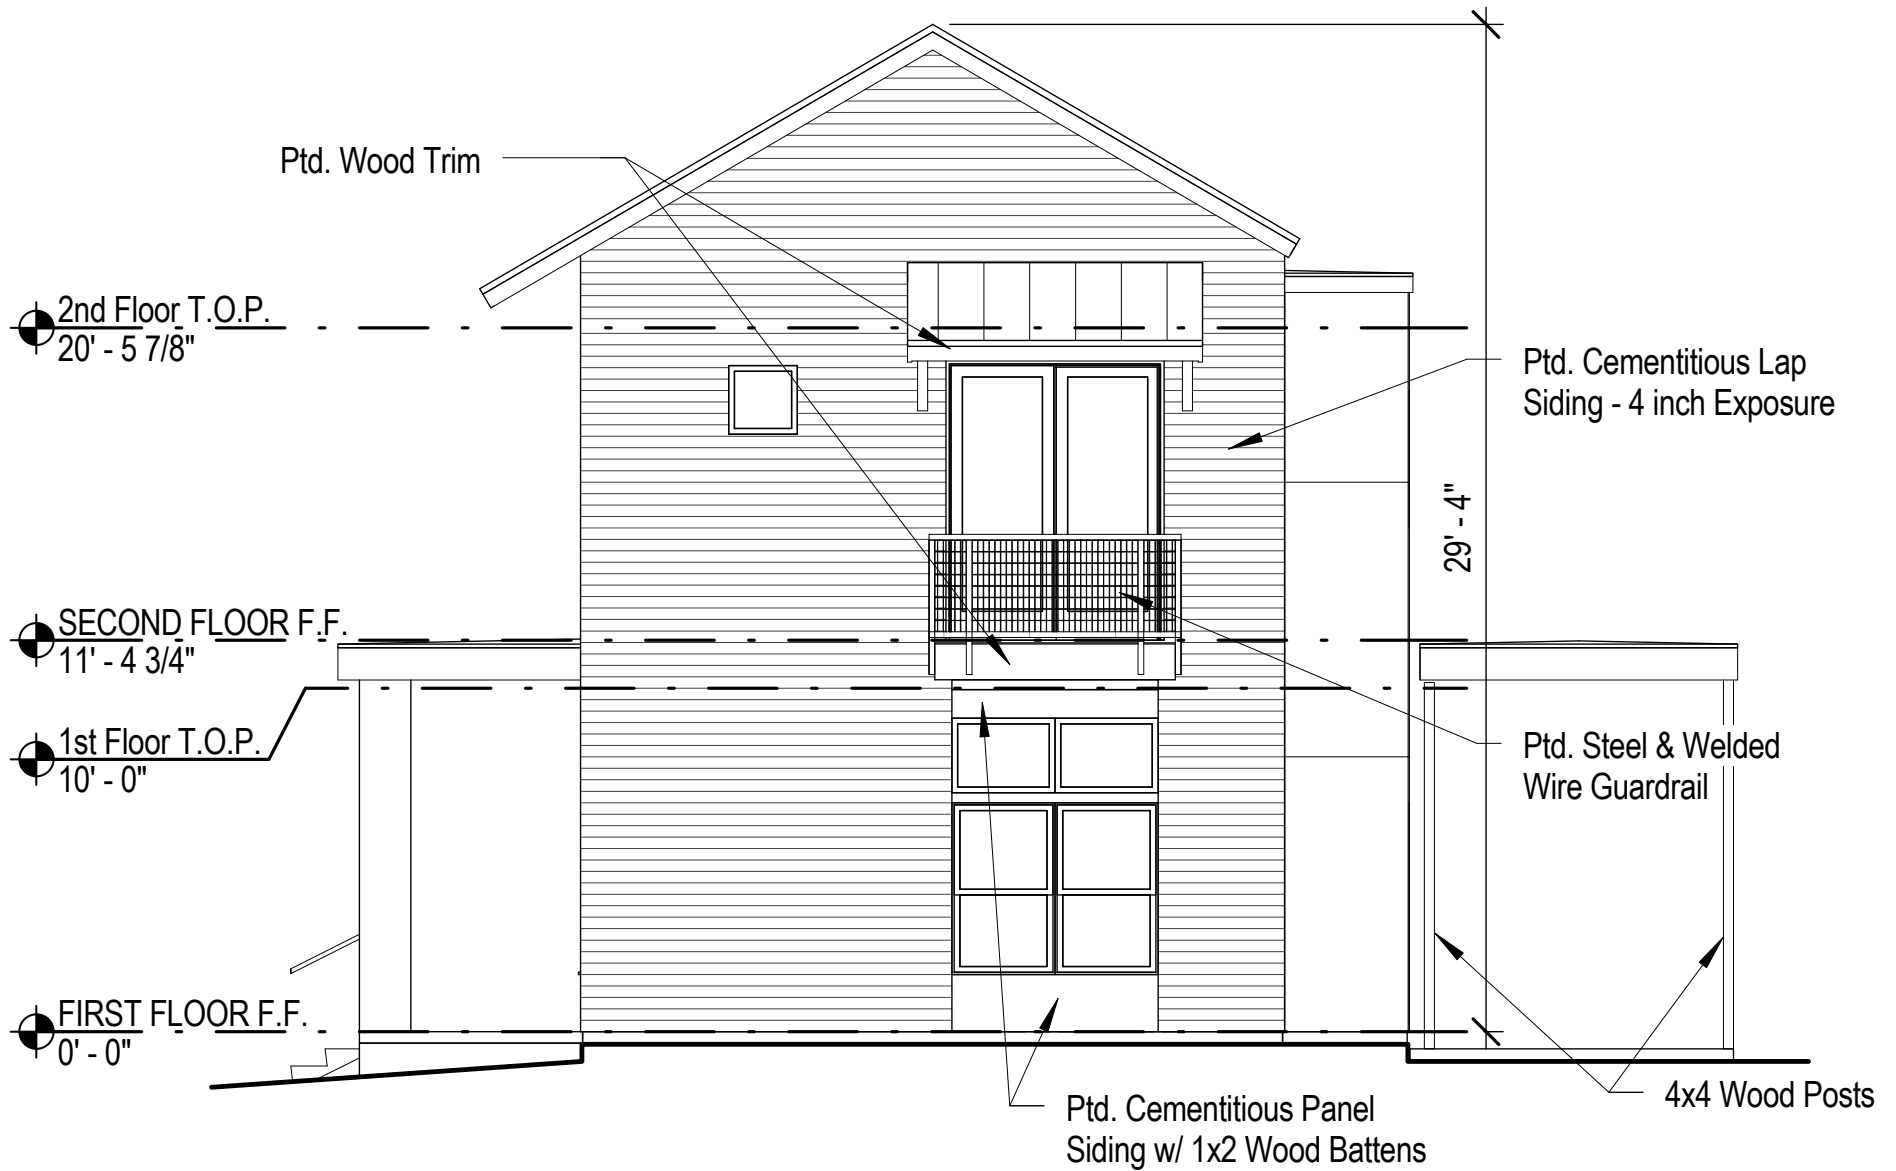 Ptd. Wood Trim
2nd Floor T.O.P.
20' - 5 7/8"
Ptd. Cementitious Lap
Siding - 4 inch Exposure
29' - 4"
SECOND FLOOR F.F.
11' - 4 3/4"
1st Floor T.O.P.
10' - 0"
Ptd. Steel & Welded
Wire Guardrail
FIRST FLOOR F.F.
0' - 0"
4x4 Wood Posts
Ptd. Cementitious Panel
Siding w/ 1x2 Wood Battens